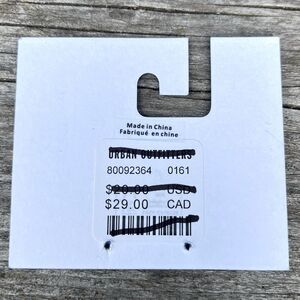 Made in China
Fabriqué en chine
URBAN OUTFITTERS
80092364 0161
$20.00 USD
$29.00 CAD